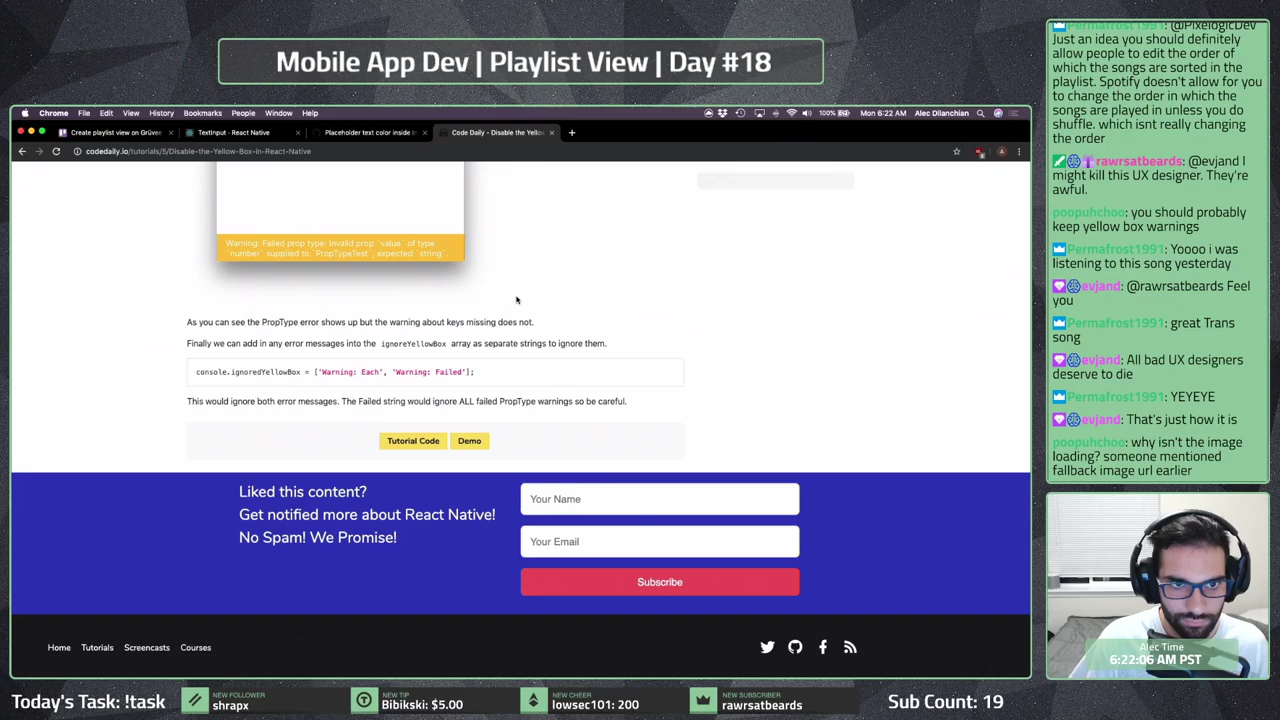 Mobile App Dev | Playlist View | Day #18
Chrome File Edit View History Bookmarks People Window Help
100% Mon 6:22 AM Alec Dilanchian
Create playlist view on Grüve
TextInput · React Native
Placeholder text color inside I
Code Daily - Disable the Yellow
codedaily.io/tutorials/5/Disable-the-Yellow-Box-in-React-Native
Warning: Failed prop type: Invalid prop `value` of type
`number` supplied to `PropTypeTest`, expected `string`.
As you can see the PropType error shows up but the warning about keys missing does not.
Finally we can add in any error messages into the ignoreYellowBox array as separate strings to ignore them.
console.ignoredYellowBox = ['Warning: Each', 'Warning: Failed'];
This would ignore both error messages. The Failed string would ignore ALL failed PropType warnings so be careful.
Tutorial Code Demo
Liked this content?
Get notified more about React Native!
No Spam! We Promise!
Your Name
Your Email
Subscribe
Home Tutorials Screencasts Courses
Permafrost1991: @PixelogicDev
Just an idea you should definitely
allow people to edit the order of
which the songs are sorted in the
playlist. Spotify doesn't allow for you
to change the order in which the
songs are played in unless you do
shuffle. which isnt really changing
the order
rawrsatbeards: @evjand I
might kill this UX designer. They're
awful.
poopuhchoo: you should probably
keep yellow box warnings
Permafrost1991: Yoooo i was
listening to this song yesterday
evjand: @rawrsatbeards Feel
you
Permafrost1991: great Trans
song
evjand: All bad UX designers
deserve to die
Permafrost1991: YEYEYE
evjand: That's just how it is
poopuhchoo: why isn't the image
loading? someone mentioned
fallback image url earlier
Alec Time
6:22:06 AM PST
Today's Task: !task
NEW FOLLOWER
shrapx
NEW TIP
Bibikski: $5.00
NEW CHEER
lowsec101: 200
NEW SUBSCRIBER
rawrsatbeards
Sub Count: 19